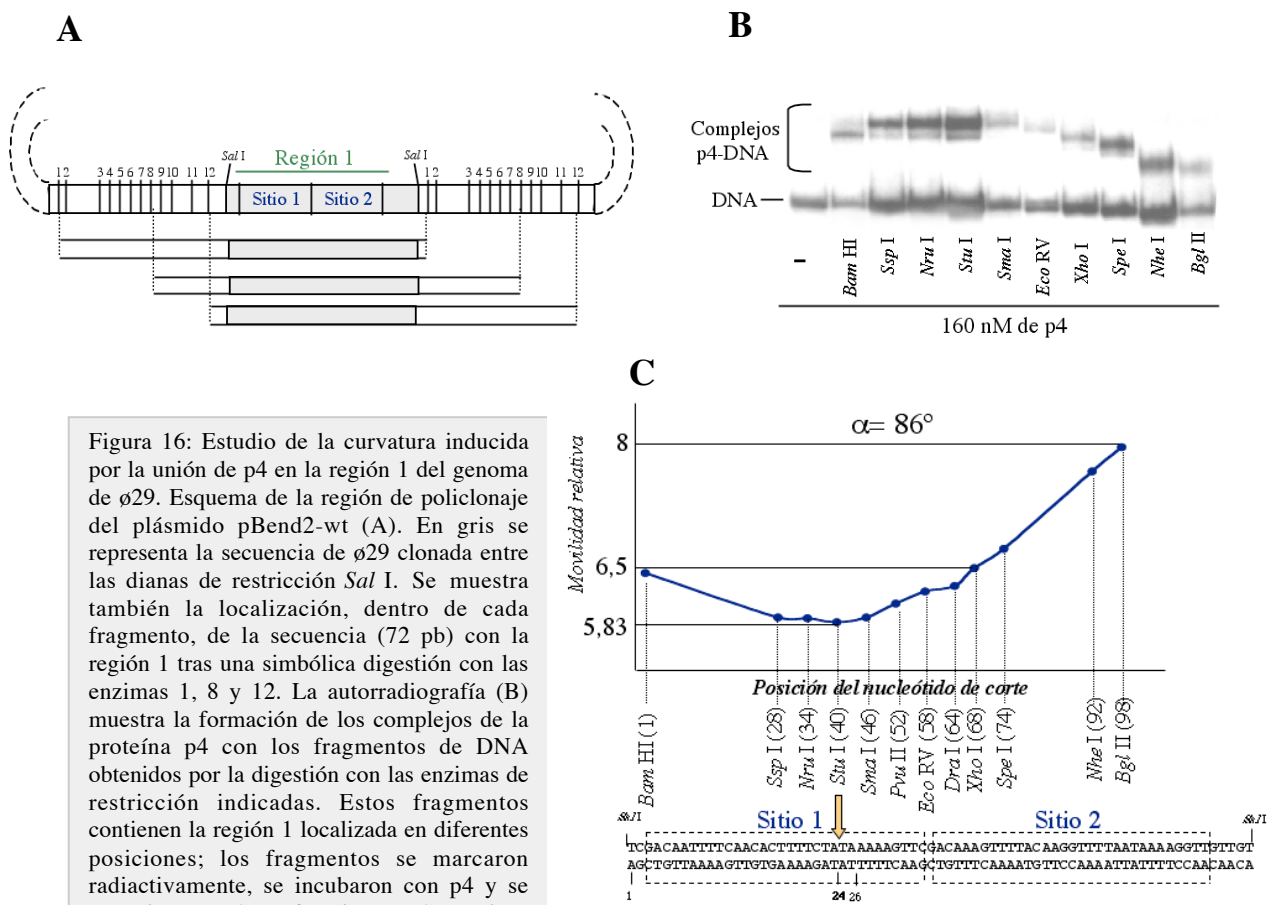 A
Sal I
Región 1
Sal I
12 3 4 5 6 7 8 9 10 11 12
12 3 4 5 6 7 8 9 10 11 12
Sitio 1
Sitio 2
B
Complejos
p4-DNA
DNA
–
Bam HI
Ssp I
Nru I
Stu I
Sma I
Eco RV
Xho I
Spe I
Nhe I
Bgl II
160 nM de p4
Figura 16: Estudio de la curvatura inducida
por la unión de p4 en la región 1 del genoma
de ø29. Esquema de la región de policlonaje
del plásmido pBend2-wt (A). En gris se
representa la secuencia de ø29 clonada entre
las dianas de restricción Sal I. Se muestra
también la localización, dentro de cada
fragmento, de la secuencia (72 pb) con la
región 1 tras una simbólica digestión con las
enzimas 1, 8 y 12. La autorradiografía (B)
muestra la formación de los complejos de la
proteína p4 con los fragmentos de DNA
obtenidos por la digestión con las enzimas de
restricción indicadas. Estos fragmentos
contienen la región 1 localizada en diferentes
posiciones; los fragmentos se marcaron
radiactivamente, se incubaron con p4 y se
C
α= 86°
Movilidad relativa
8
6,5
5,83
Posición del nucleótido de corte
Bam HI (1)
Ssp I (28)
Nru I (34)
Stu I (40)
Sma I (46)
Pvu II (52)
Eco RV (58)
Dra I (64)
Xho I (68)
Spe I (74)
Nhe I (92)
Bgl II (98)
Sal I
Sitio 1
Sitio 2
Sal I
TCGACAATTTTCAACACTTTTCTATAAAAAGTTCGACAAAGTTTTACAAGGTTTTAATAAAAGGTTGTTGT
AGCTGTTAAAAGTTGTGAAAAGATATTTTTCAAGCTGTTTCAAAATGTTCCAAAATTATTTTCCAACAACA
1
24 26